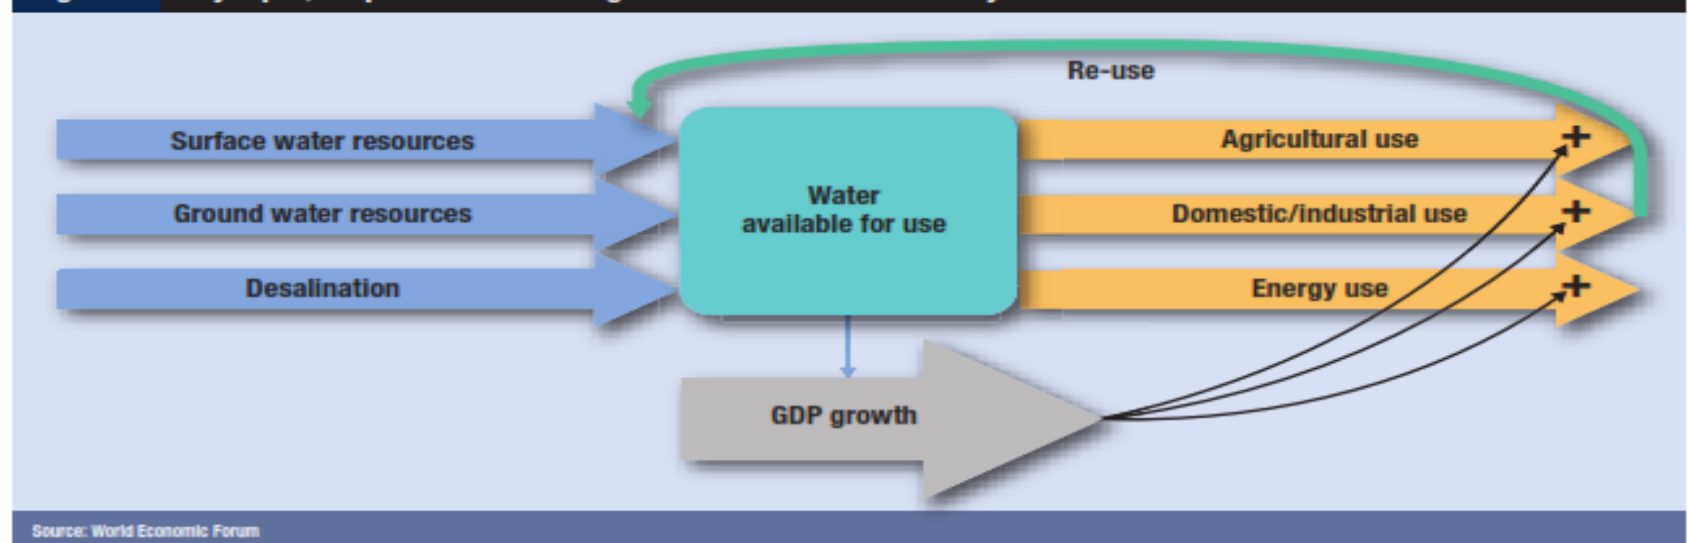 Re-use
Surface water resources
Agricultural use
Ground water resources
Water
available for use
Domestic/industrial use
Desalination
Energy use
GDP growth
+
+
+
Source: World Economic Forum